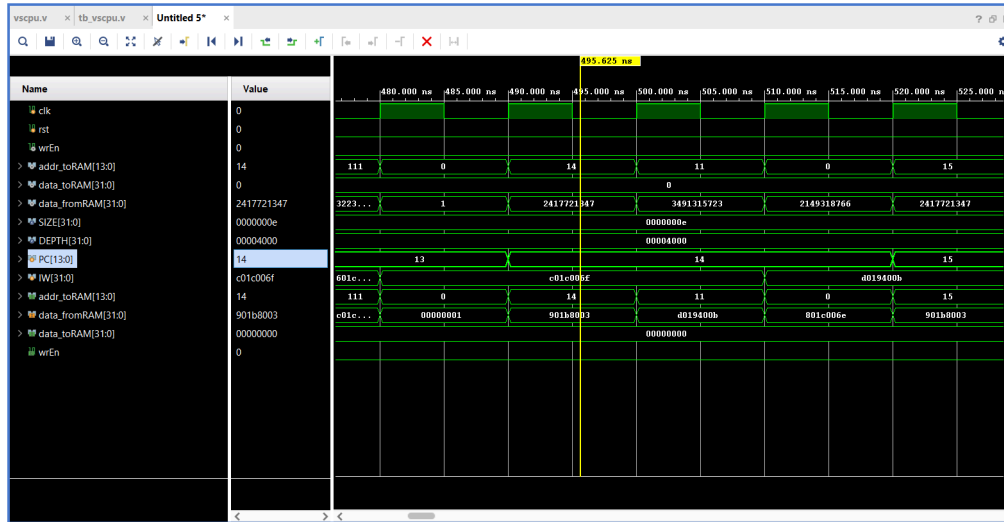 vscpu.v × tb_vscpu.v × Untitled 5* ×
495.625 ns
Name Value 480.000 ns 485.000 ns 490.000 ns 495.000 ns 500.000 ns 505.000 ns 510.000 ns 515.000 ns 520.000 ns 525.000 n
clk 0
rst 0
wrEn 0
addr_toRAM[13:0] 14 111 0 14 11 0 15
data_toRAM[31:0] 0 0
data_fromRAM[31:0] 2417721347 3223... 1 2417721347 3491315723 2149318766 2417721347
SIZE[31:0] 0000000e 0000000e
DEPTH[31:0] 00004000 00004000
PC[13:0] 14 13 14 15
IW[31:0] c01c006f 601c... c01c006f d019400b
addr_toRAM[13:0] 14 111 0 14 11 0 15
data_fromRAM[31:0] 901b8003 c01c... 00000001 901b8003 d019400b 801c006e 901b8003
data_toRAM[31:0] 00000000 00000000
wrEn 0